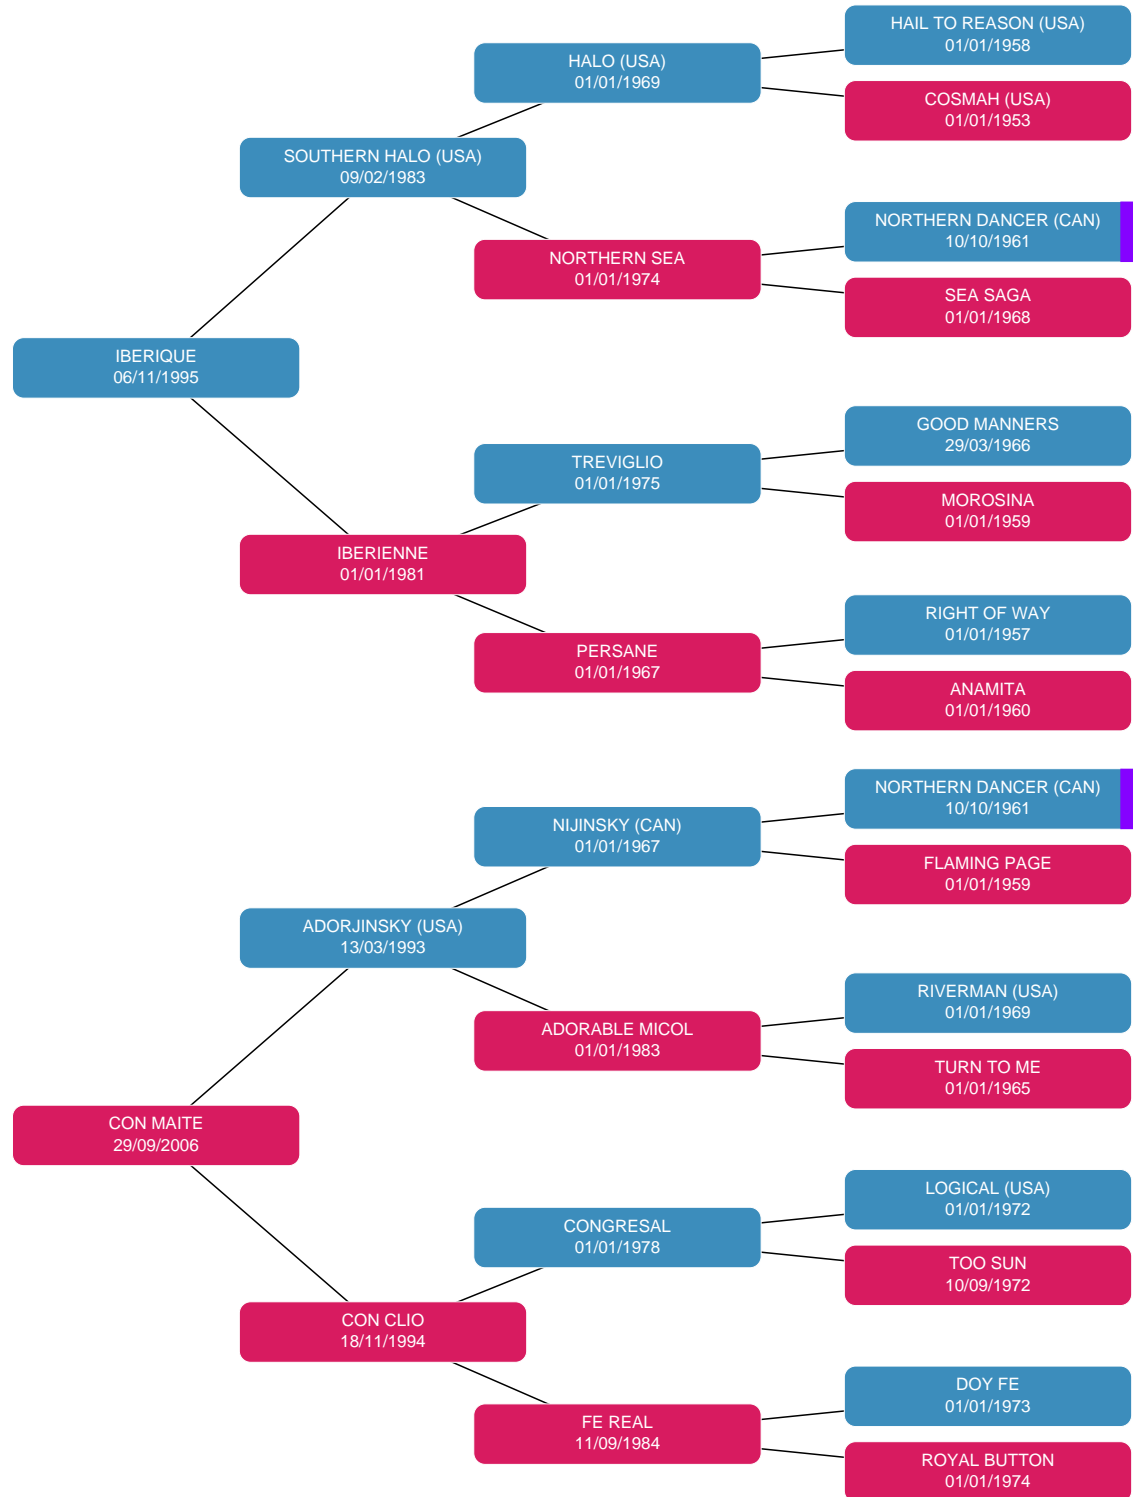 HAIL TO REASON (USA)
01/01/1958
HALO (USA)
01/01/1969
COSMAH (USA)
01/01/1953
SOUTHERN HALO (USA)
09/02/1983
NORTHERN DANCER (CAN)
10/10/1961
NORTHERN SEA
01/01/1974
SEA SAGA
01/01/1968
IBERIQUE
06/11/1995
GOOD MANNERS
29/03/1966
TREVIGLIO
01/01/1975
MOROSINA
01/01/1959
IBERIENNE
01/01/1981
RIGHT OF WAY
01/01/1957
PERSANE
01/01/1967
ANAMITA
01/01/1960
NORTHERN DANCER (CAN)
10/10/1961
NIJINSKY (CAN)
01/01/1967
FLAMING PAGE
01/01/1959
ADORJINSKY (USA)
13/03/1993
RIVERMAN (USA)
01/01/1969
ADORABLE MICOL
01/01/1983
TURN TO ME
01/01/1965
CON MAITE
29/09/2006
LOGICAL (USA)
01/01/1972
CONGRESAL
01/01/1978
TOO SUN
10/09/1972
CON CLIO
18/11/1994
DOY FE
01/01/1973
FE REAL
11/09/1984
ROYAL BUTTON
01/01/1974